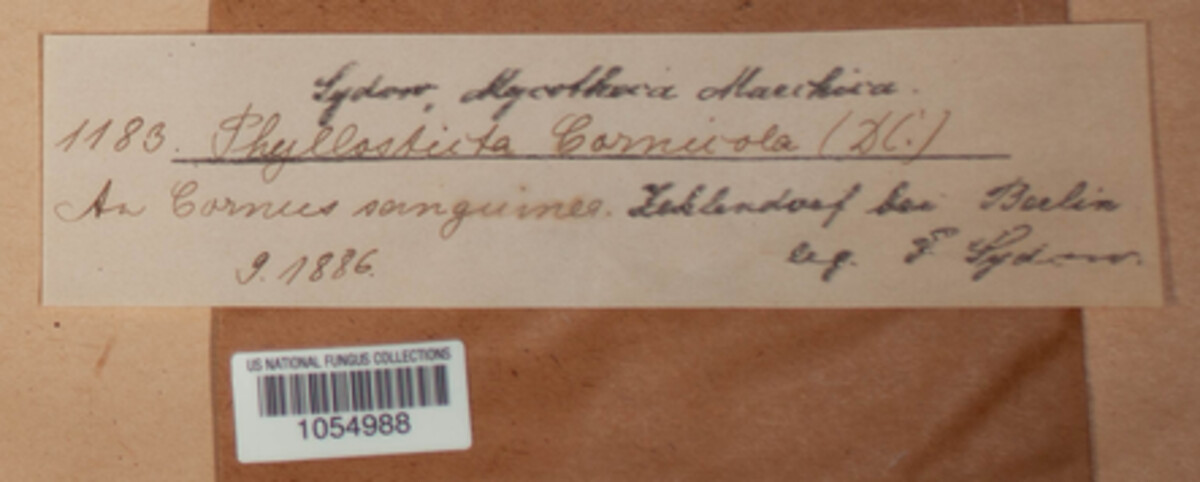 Sydow, Mycotheca Marchica.
1183. Phyllosticta Cornicola (DC.)
An Cornus sanguinea. Zehlendorf bei Berlin
9. 1886. leg. P. Sydow.
US NATIONAL FUNGUS COLLECTIONS
1054988